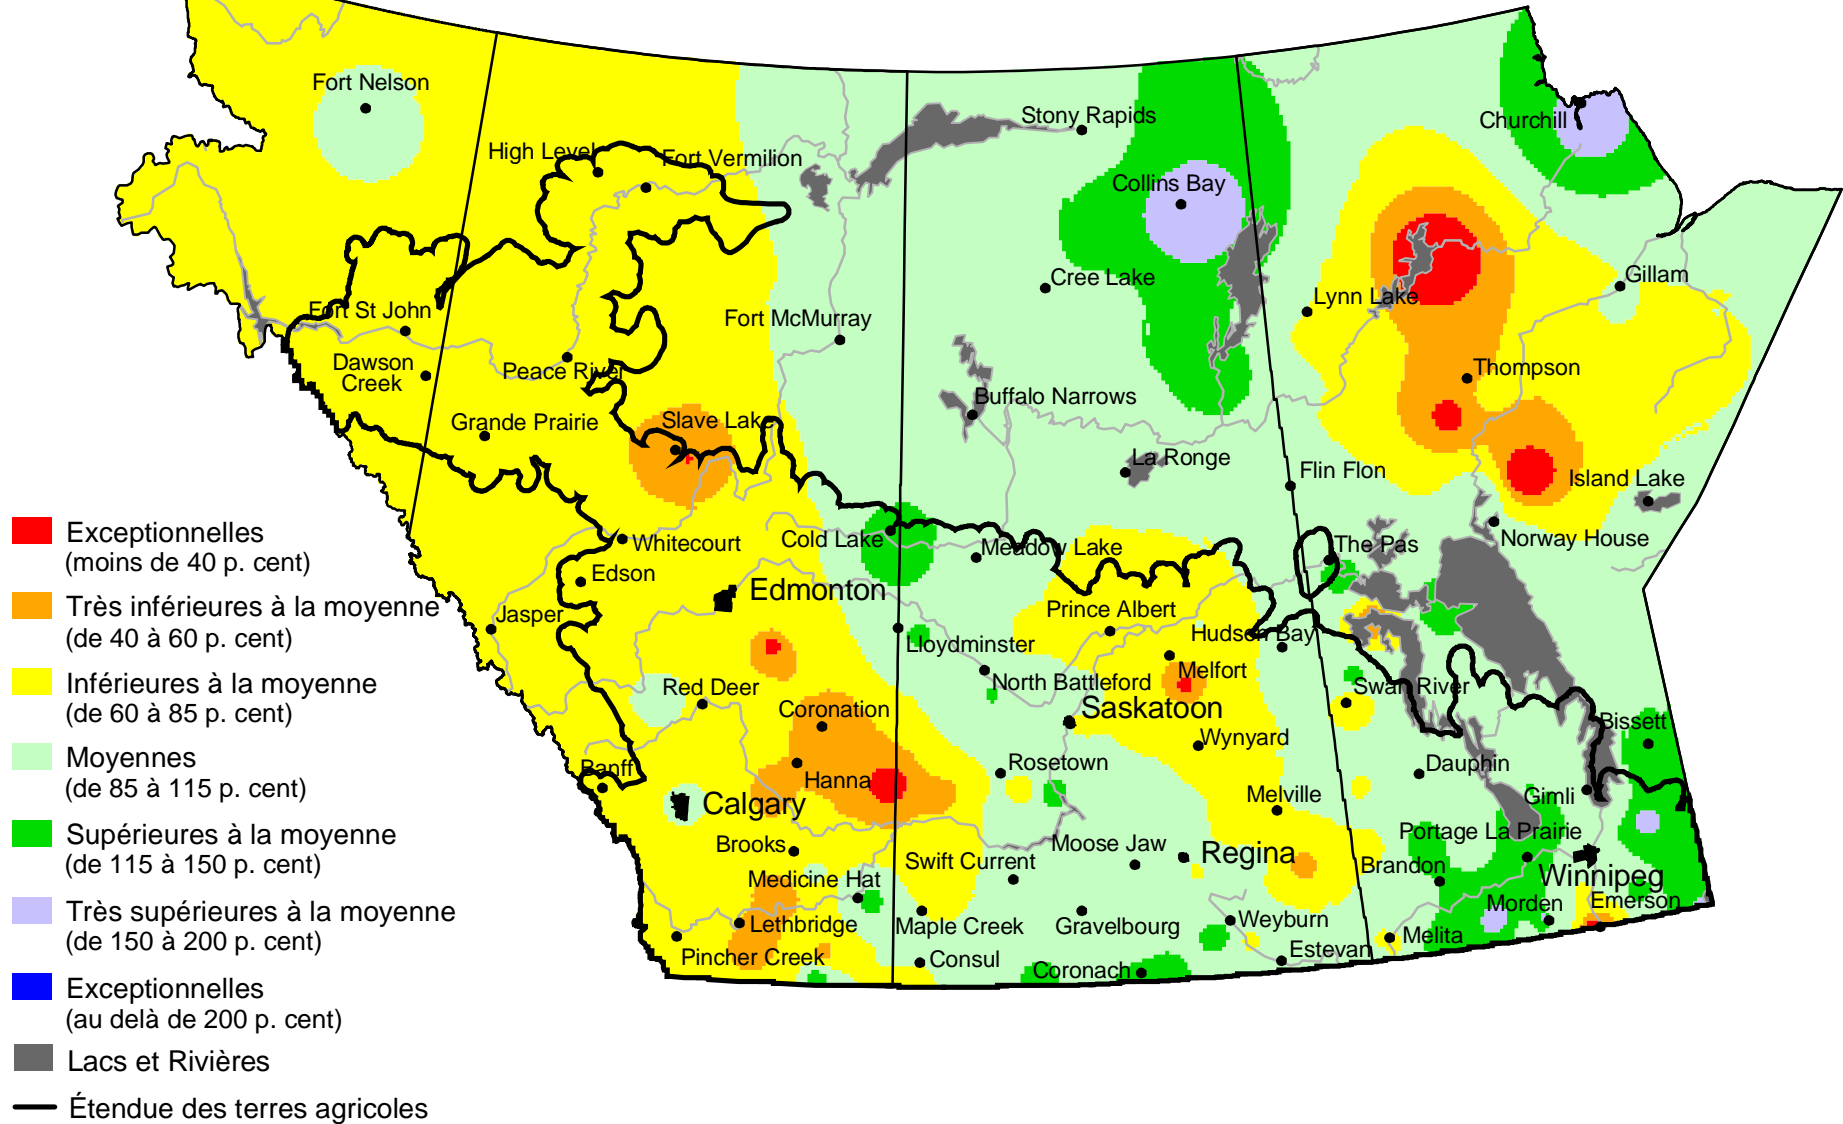 Fort Nelson
High Level
Fort Vermilion
Stony Rapids
Churchill
Collins Bay
Cree Lake
Gillam
Fort St John
Fort McMurray
Lynn Lake
Dawson
Creek
Peace River
Thompson
Buffalo Narrows
Grande Prairie
Slave Lake
La Ronge
Flin Flon
Island Lake
Whitecourt
Cold Lake
Meadow Lake
The Pas
Norway House
Edson
Edmonton
Jasper
Prince Albert
Lloydminster
Hudson Bay
Melfort
Red Deer
North Battleford
Swan River
Coronation
Saskatoon
Bissett
Wynyard
Banff
Hanna
Rosetown
Dauphin
Calgary
Melville
Gimli
Brooks
Moose Jaw
Portage La Prairie
Swift Current
Regina
Brandon
Winnipeg
Medicine Hat
Morden
Emerson
Lethbridge
Maple Creek
Gravelbourg
Weyburn
Melita
Pincher Creek
Consul
Coronach
Estevan
Exceptionnelles
(moins de 40 p. cent)
Très inférieures à la moyenne
(de 40 à 60 p. cent)
Inférieures à la moyenne
(de 60 à 85 p. cent)
Moyennes
(de 85 à 115 p. cent)
Supérieures à la moyenne
(de 115 à 150 p. cent)
Très supérieures à la moyenne
(de 150 à 200 p. cent)
Exceptionnelles
(au delà de 200 p. cent)
Lacs et Rivières
Étendue des terres agricoles